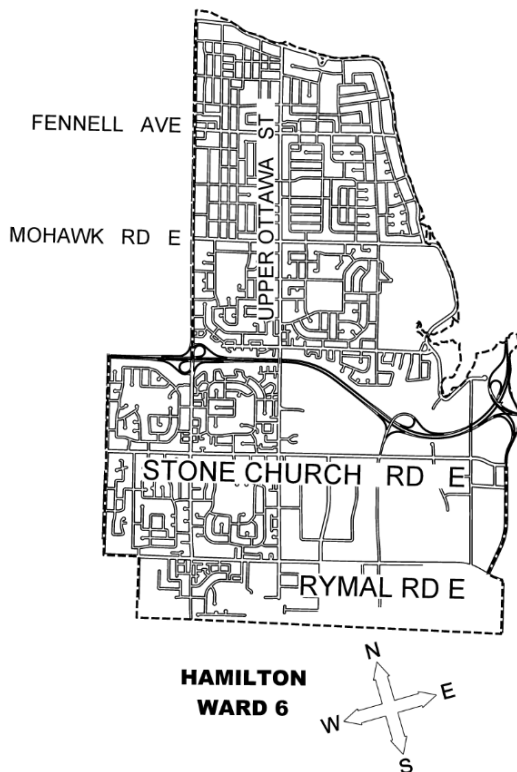 FENNELL AVE
UPPER OTTAWA ST
MOHAWK RD E
STONE CHURCH RD E
RYMAL RD E
HAMILTON
WARD 6
N
E
W
S